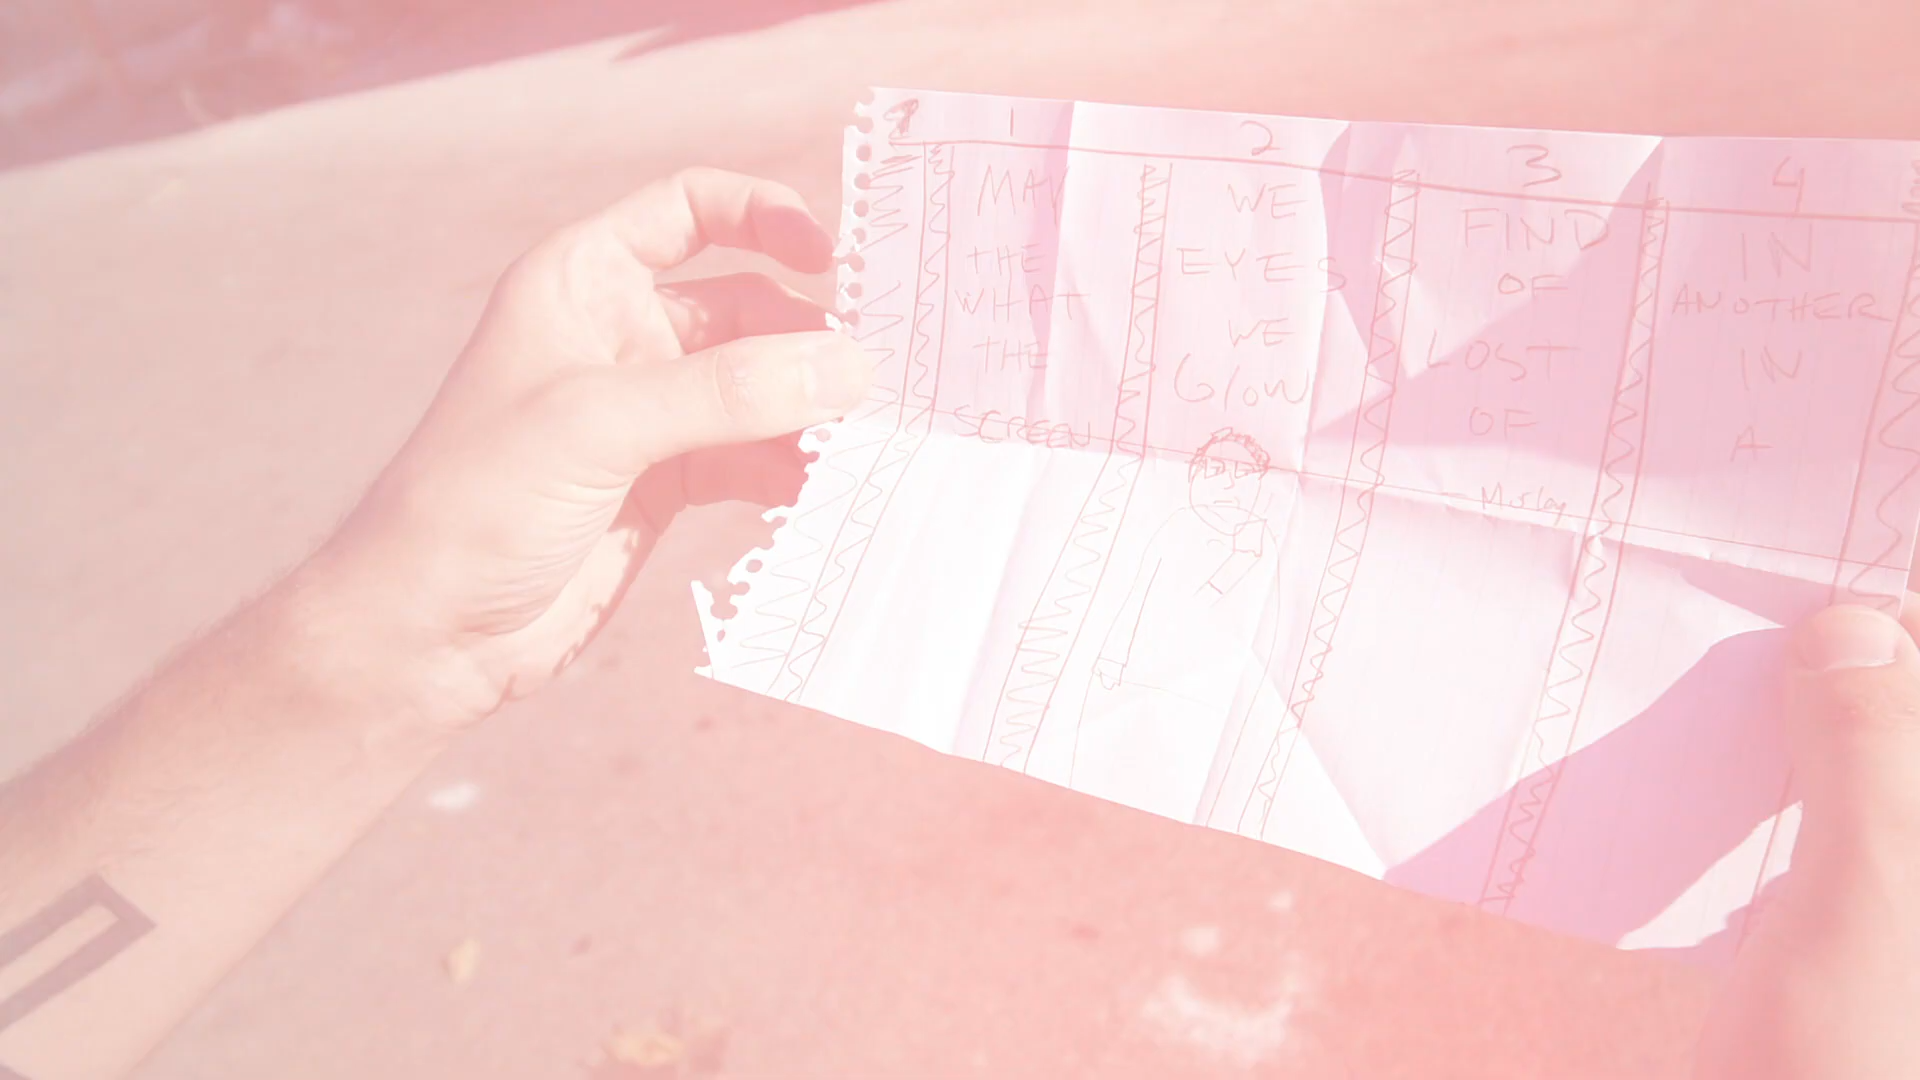 1 2 3 4
MAY WE FIND IN
THE EYES OF ANOTHER
WHAT WE LOST IN
THE GlOW OF A
SCREEN